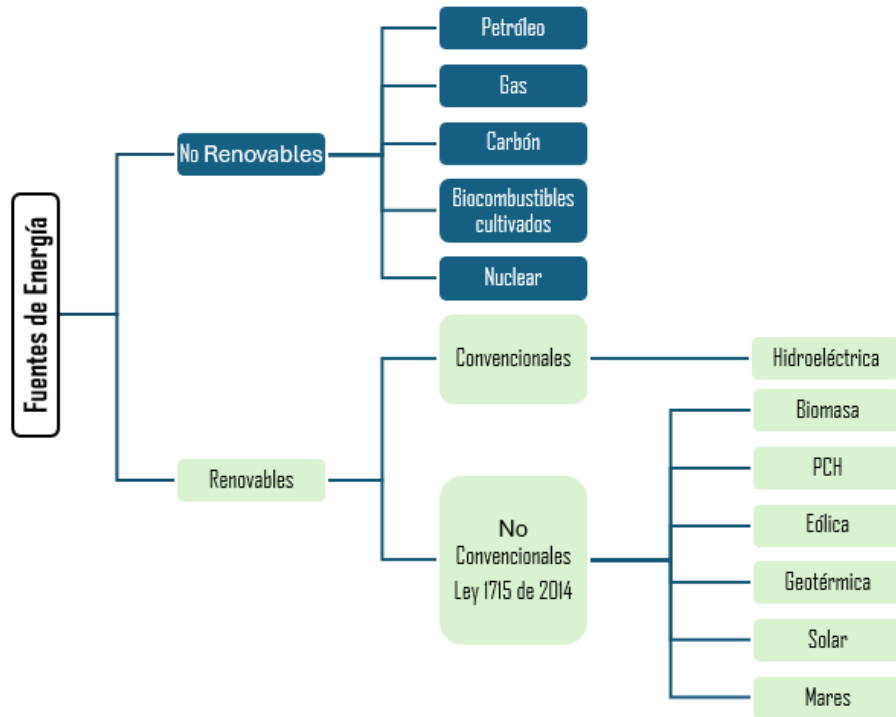 Fuentes de Energía
No Renovables
Petróleo
Gas
Carbón
Biocombustibles
cultivados
Nuclear
Renovables
Convencionales
Hidroeléctrica
No
Convencionales
Ley 1715 de 2014
Biomasa
PCH
Eólica
Geotérmica
Solar
Mares